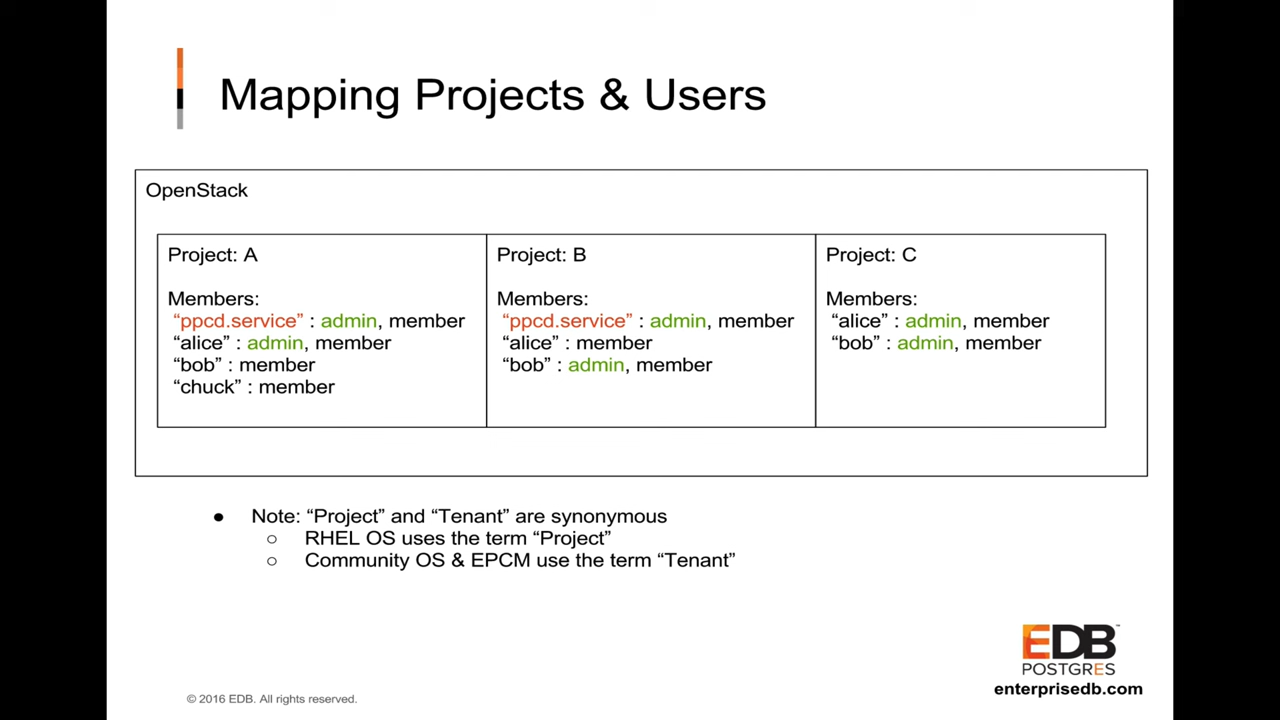 Mapping Projects & Users
OpenStack
Project: A
Members:
“ppcd.service” : admin, member
“alice” : admin, member
“bob” : member
“chuck” : member
Project: B
Members:
“ppcd.service” : admin, member
“alice” : member
“bob” : admin, member
Project: C
Members:
“alice” : admin, member
“bob” : admin, member
● Note: “Project” and “Tenant” are synonymous
○ RHEL OS uses the term “Project”
○ Community OS & EPCM use the term “Tenant”
EDB™
POSTGRES
enterprisedb.com
© 2016 EDB. All rights reserved.